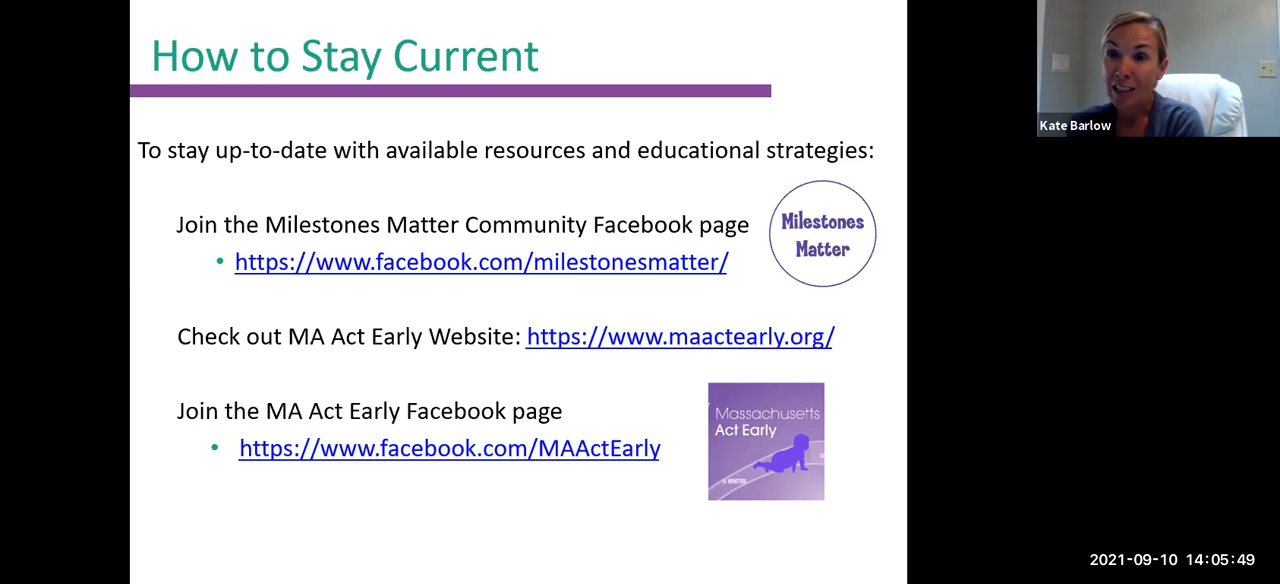 How to Stay Current
Kate Barlow
To stay up-to-date with available resources and educational strategies:
Join the Milestones Matter Community Facebook page
• https://www.facebook.com/milestonesmatter/
Milestones
Matter
Check out MA Act Early Website: https://www.maactearly.org/
Join the MA Act Early Facebook page
• https://www.facebook.com/MAActEarly
Massachusetts
Act Early
6 MONTHS
2021-09-10 14:05:49